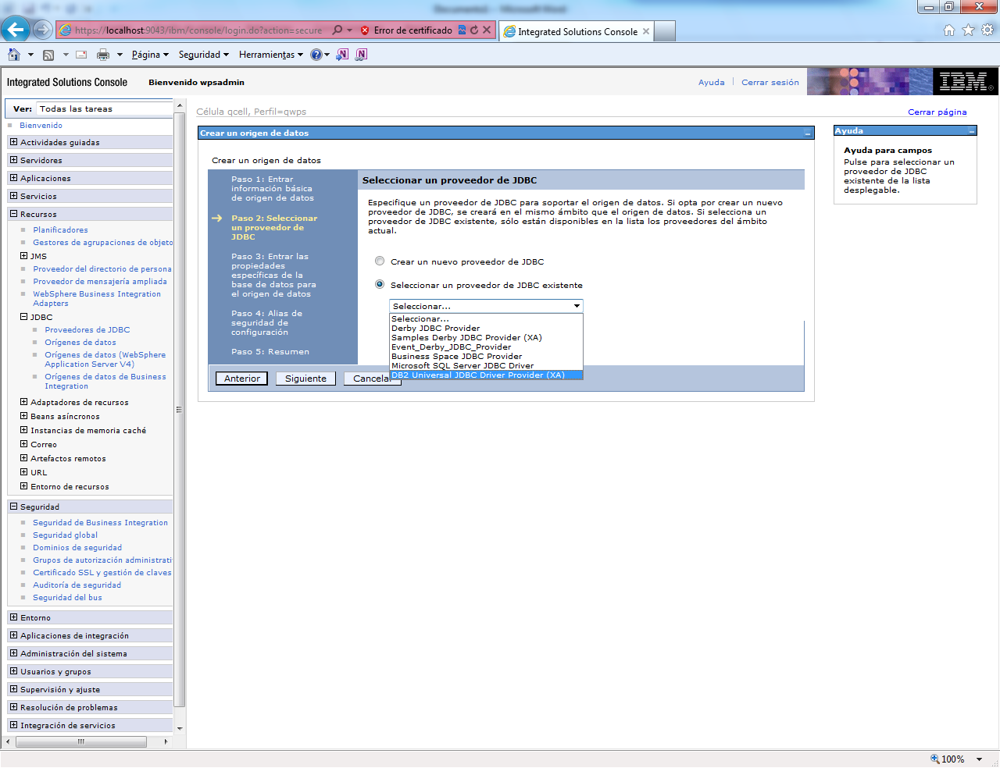 https://localhost:9043/ibm/console/login.do?action=secure
Error de certificado
Integrated Solutions Console
Página
Seguridad
Herramientas
Integrated Solutions Console
Bienvenido wpsadmin
Ayuda
Cerrar sesión
IBM
Ver: Todas las tareas
Bienvenido
Actividades guiadas
Servidores
Aplicaciones
Servicios
Recursos
Planificadores
Gestores de agrupaciones de objeto
JMS
Proveedor del directorio de persona
Proveedor de mensajería ampliada
WebSphere Business Integration
Adapters
JDBC
Proveedores de JDBC
Orígenes de datos
Orígenes de datos (WebSphere
Application Server V4)
Orígenes de datos de Business
Integration
Adaptadores de recursos
Beans asíncronos
Instancias de memoria caché
Correo
Artefactos remotos
URL
Entorno de recursos
Seguridad
Seguridad de Business Integration
Seguridad global
Dominios de seguridad
Grupos de autorización administrati
Certificado SSL y gestión de claves
Auditoría de seguridad
Seguridad del bus
Entorno
Aplicaciones de integración
Administración del sistema
Usuarios y grupos
Supervisión y ajuste
Resolución de problemas
Integración de servicios
Célula qcell, Perfil=qwps
Cerrar página
Crear un origen de datos
Crear un origen de datos
Paso 1: Entrar
información básica
de origen de datos
Paso 2: Seleccionar
un proveedor de
JDBC
Paso 3: Entrar las
propiedades
específicas de la
base de datos para
el origen de datos
Paso 4: Alias de
seguridad de
configuración
Paso 5: Resumen
Seleccionar un proveedor de JDBC
Especifique un proveedor de JDBC para soportar el origen de datos. Si opta por crear un nuevo
proveedor de JDBC, se creará en el mismo ámbito que el origen de datos. Si selecciona un
proveedor de JDBC existente, sólo están disponibles en la lista los proveedores del ámbito
actual.
Crear un nuevo proveedor de JDBC
Seleccionar un proveedor de JDBC existente
Seleccionar...
Seleccionar...
Derby JDBC Provider
Samples Derby JDBC Provider (XA)
Event_Derby_JDBC_Provider
Business Space JDBC Provider
Microsoft SQL Server JDBC Driver
DB2 Universal JDBC Driver Provider (XA)
Anterior
Siguiente
Cancela
Ayuda
Ayuda para campos
Pulse para seleccionar un
proveedor de JDBC
existente de la lista
desplegable.
100%